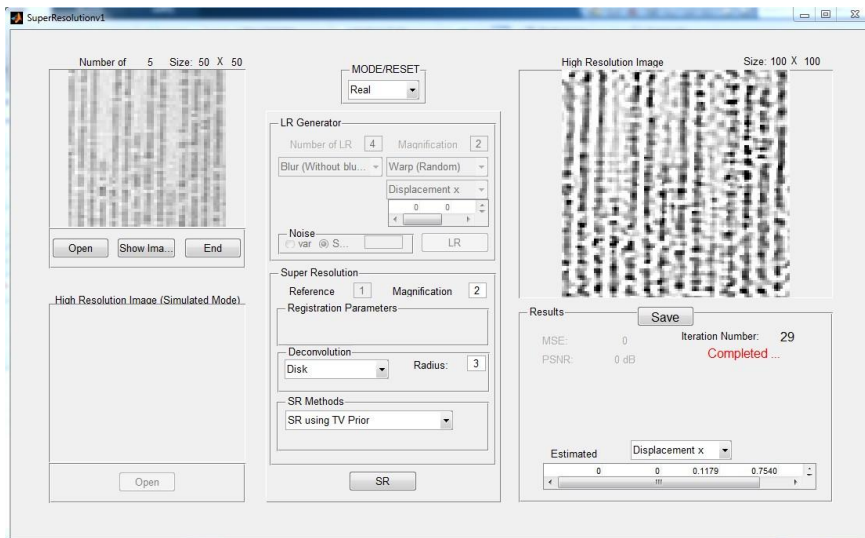 SuperResolutionv1
Number of 5 Size: 50 X 50
Open Show Ima... End
High Resolution Image (Simulated Mode)
Open
MODE/RESET
Real
LR Generator
Number of LR 4 Magnification 2
Blur (Without blu... Warp (Random)
Displacement x
0 0
Noise
var S... LR
Super Resolution
Reference 1 Magnification 2
Registration Parameters
Deconvolution
Disk Radius: 3
SR Methods
SR using TV Prior
SR
High Resolution Image Size: 100 X 100
Results Save
MSE: 0 Iteration Number: 29
PSNR: 0 dB Completed ...
Estimated Displacement x
0 0 0.1179 0.7540